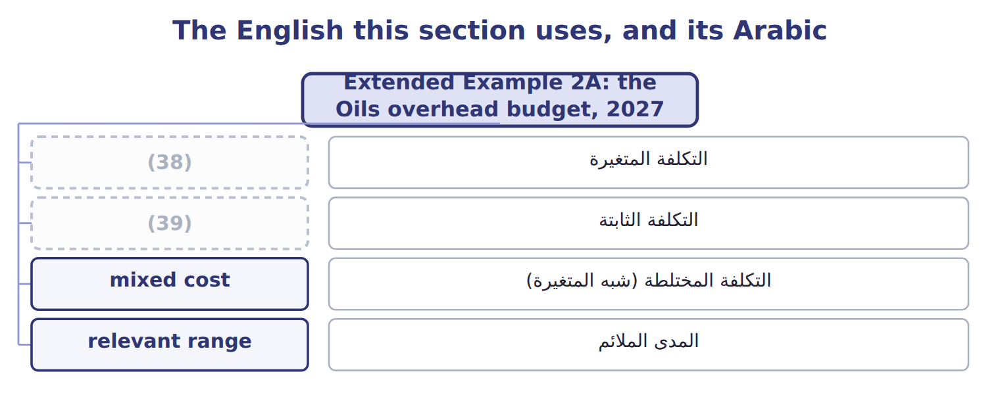 The English this section uses, and its Arabic
Extended Example 2A: the
Oils overhead budget, 2027
(38)
التكلفة المتغيرة
(39)
التكلفة الثابتة
mixed cost
التكلفة المختلطة (شبه المتغيرة)
relevant range
المدى الملائم